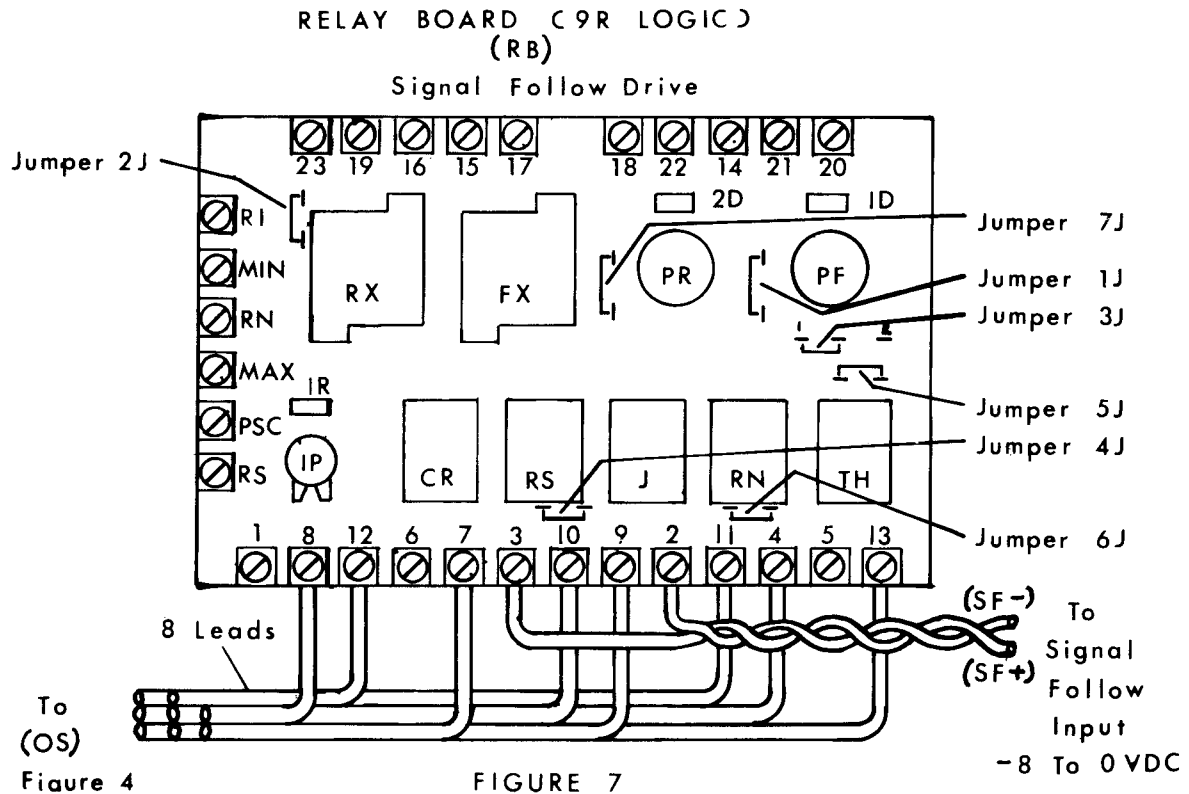 RELAY BOARD (9R LOGIC)
(RB)
Signal Follow Drive
Jumper 2J
23 19 16 15 17 18 22 14 21 20
RI
MIN
RN
MAX
PSC
RS
2D
1D
RX
FX
PR
PF
Jumper 7J
Jumper 1J
Jumper 3J
1 2
Jumper 5J
Jumper 4J
Jumper 6J
IR
IP
CR
RS
J
RN
TH
1 8 12 6 7 3 10 9 2 11 4 5 13
8 Leads
(SF-)
(SF+)
To
Signal
Follow
Input
-8 To 0 VDC
To
(OS)
Figure 4
FIGURE 7